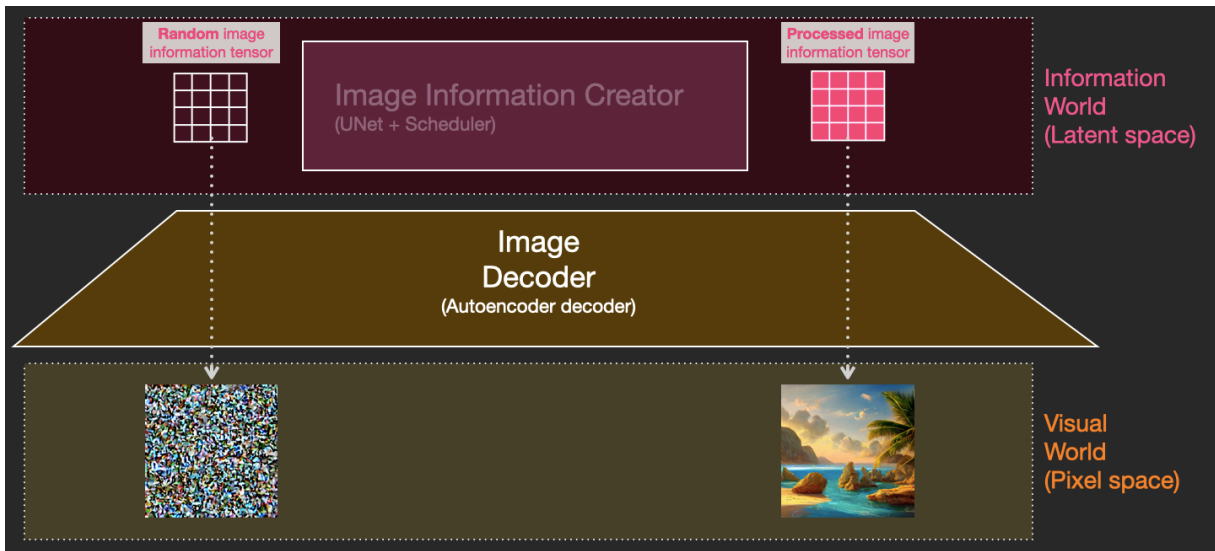 Random image
information tensor
Processed image
information tensor
Image Information Creator
(UNet + Scheduler)
Information
World
(Latent space)
Image
Decoder
(Autoencoder decoder)
Visual
World
(Pixel space)